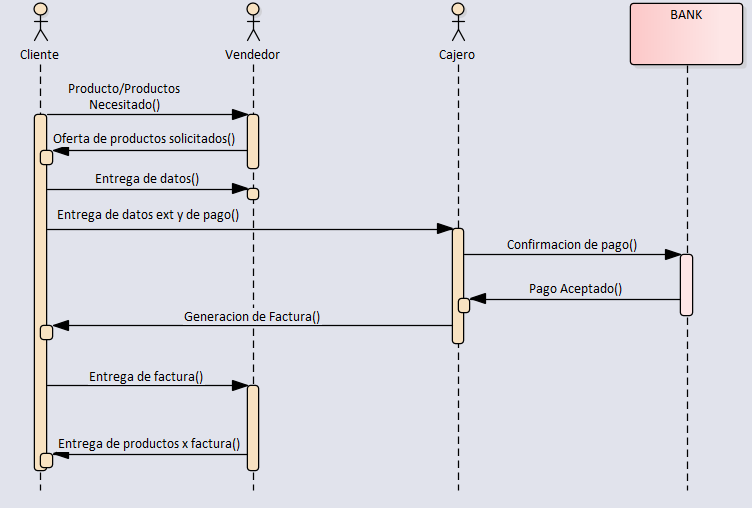 Cliente
Vendedor
Cajero
BANK
Producto/Productos
Necesitado()
Oferta de productos solicitados()
Entrega de datos()
Entrega de datos ext y de pago()
Confirmacion de pago()
Pago Aceptado()
Generacion de Factura()
Entrega de factura()
Entrega de productos x factura()